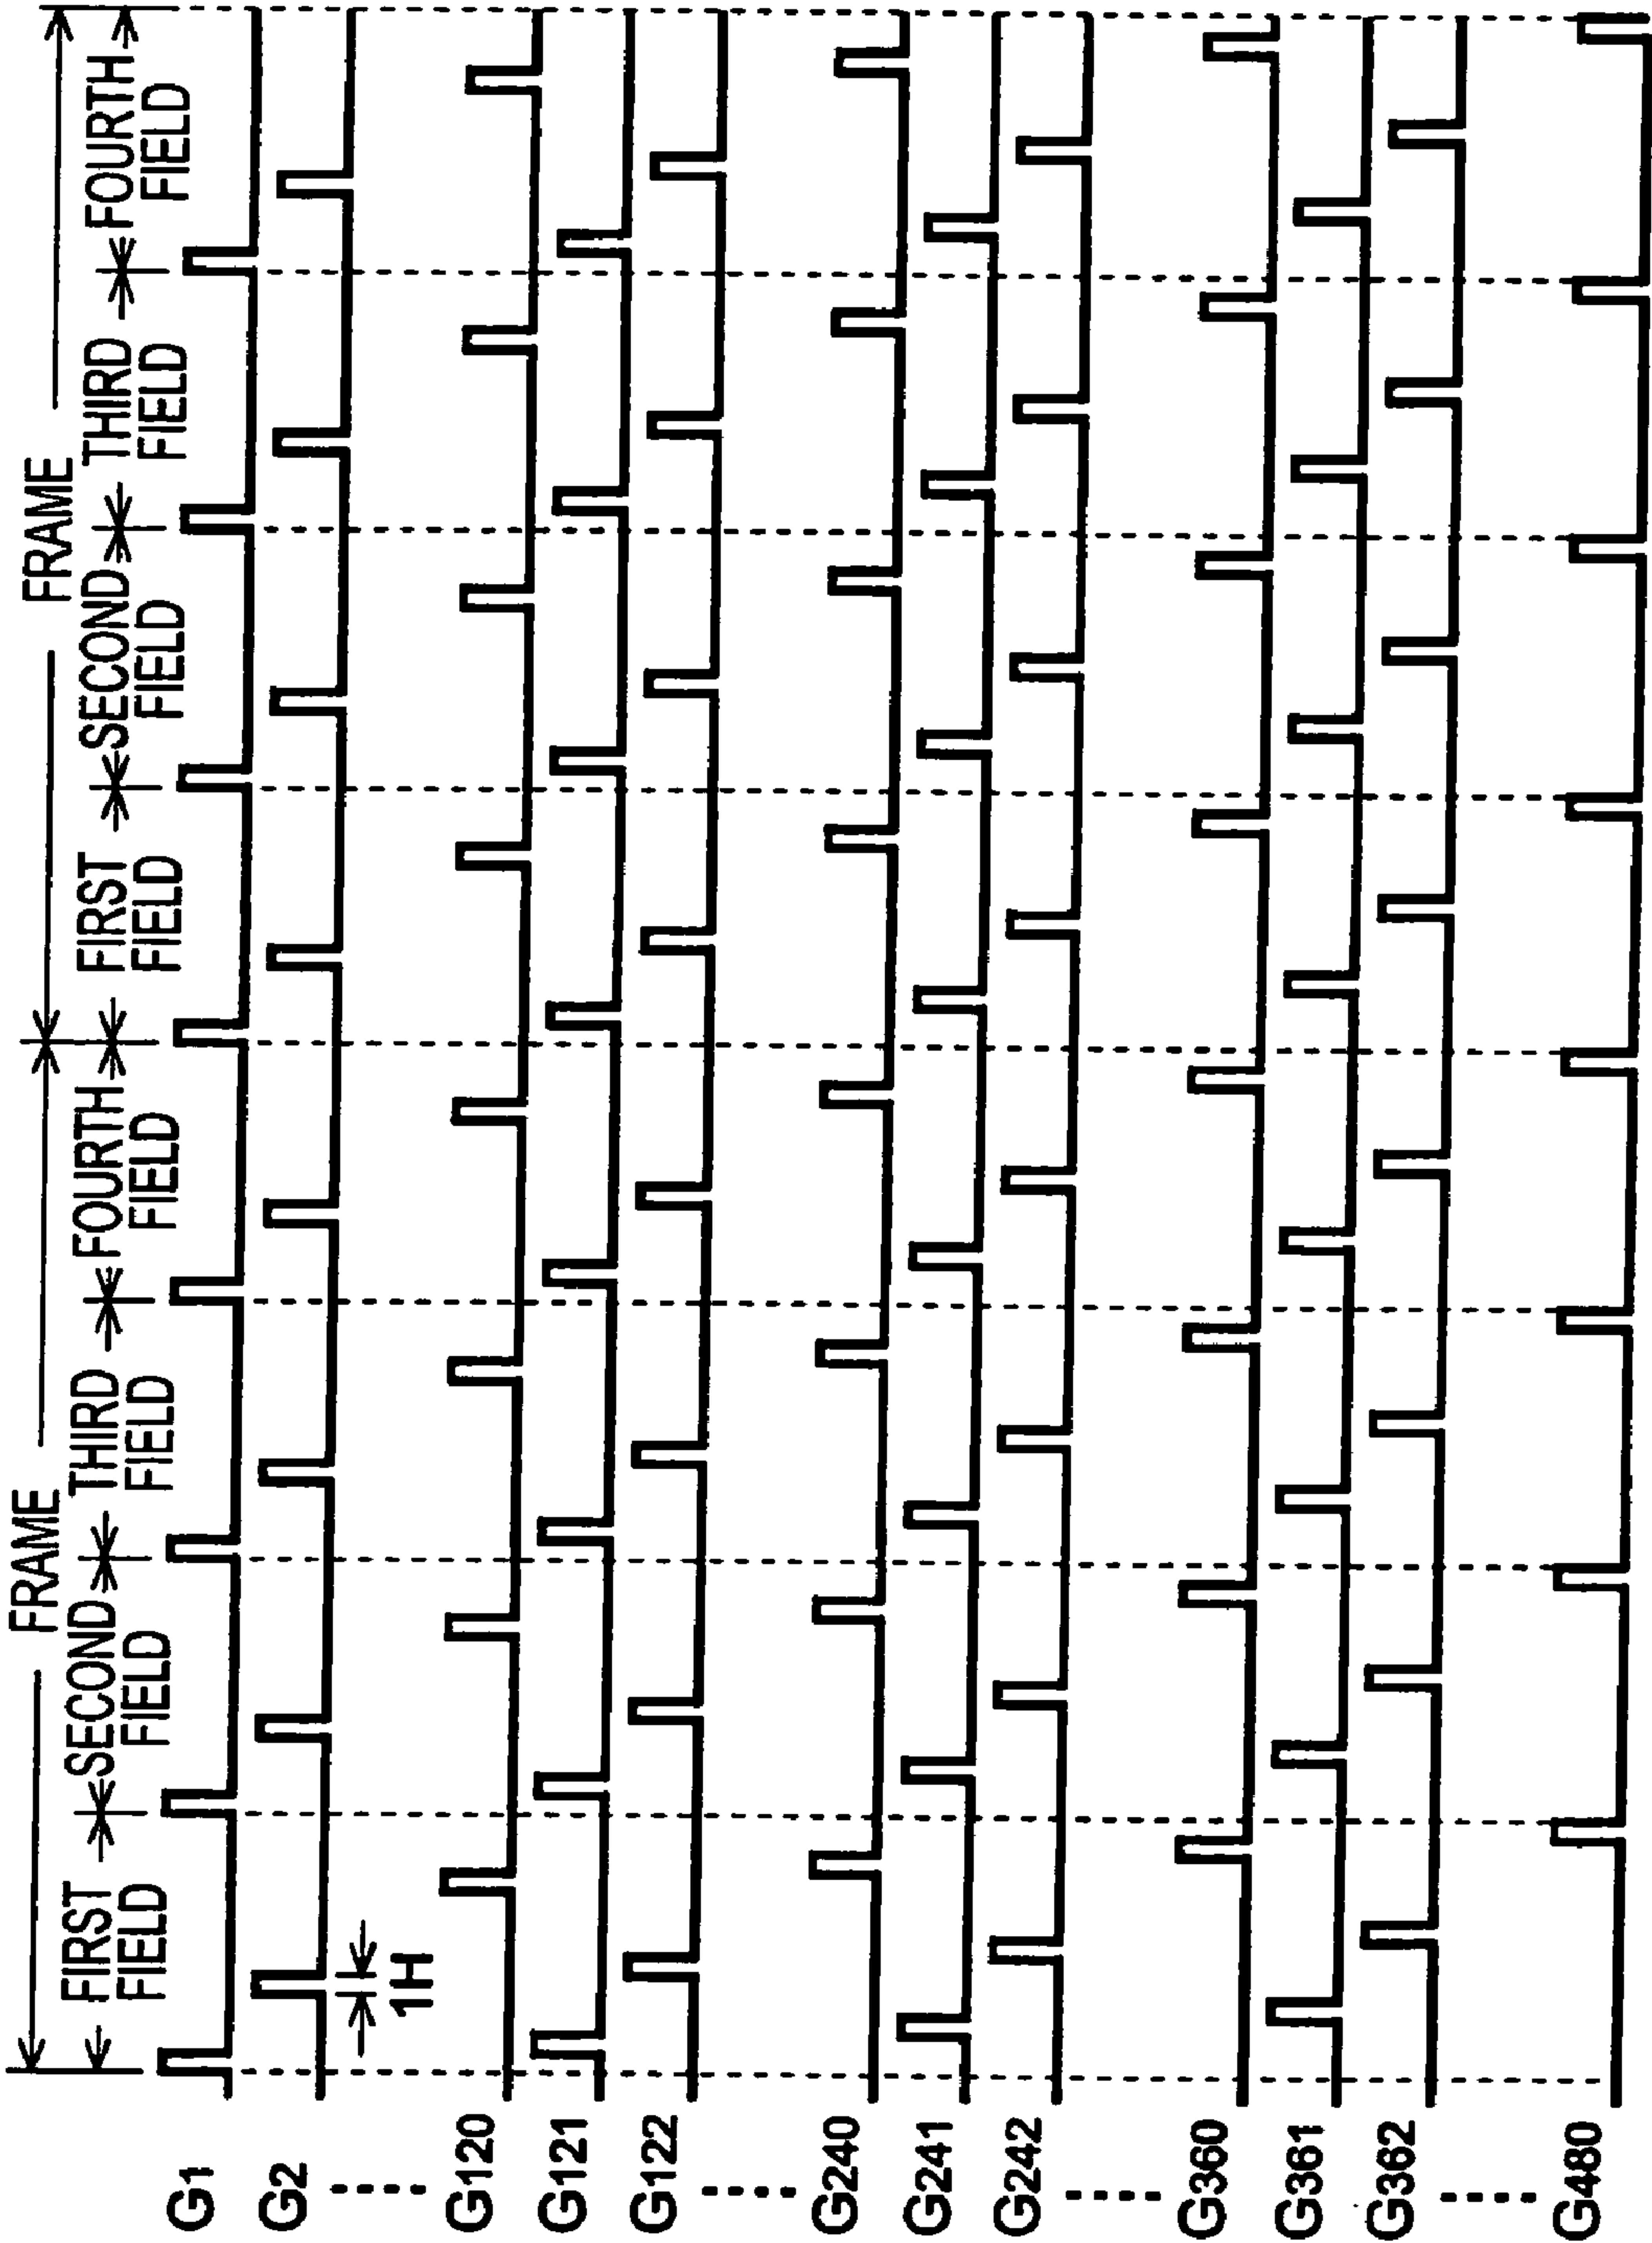 FRAME
FRAME
FIRST
FIELD
SECOND
FIELD
THIRD
FIELD
FOURTH
FIELD
FIRST
FIELD
SECOND
FIELD
THIRD
FIELD
FOURTH
FIELD
G1
G2
1H
G120
G121
G122
G240
G241
G242
G360
G361
G362
G480